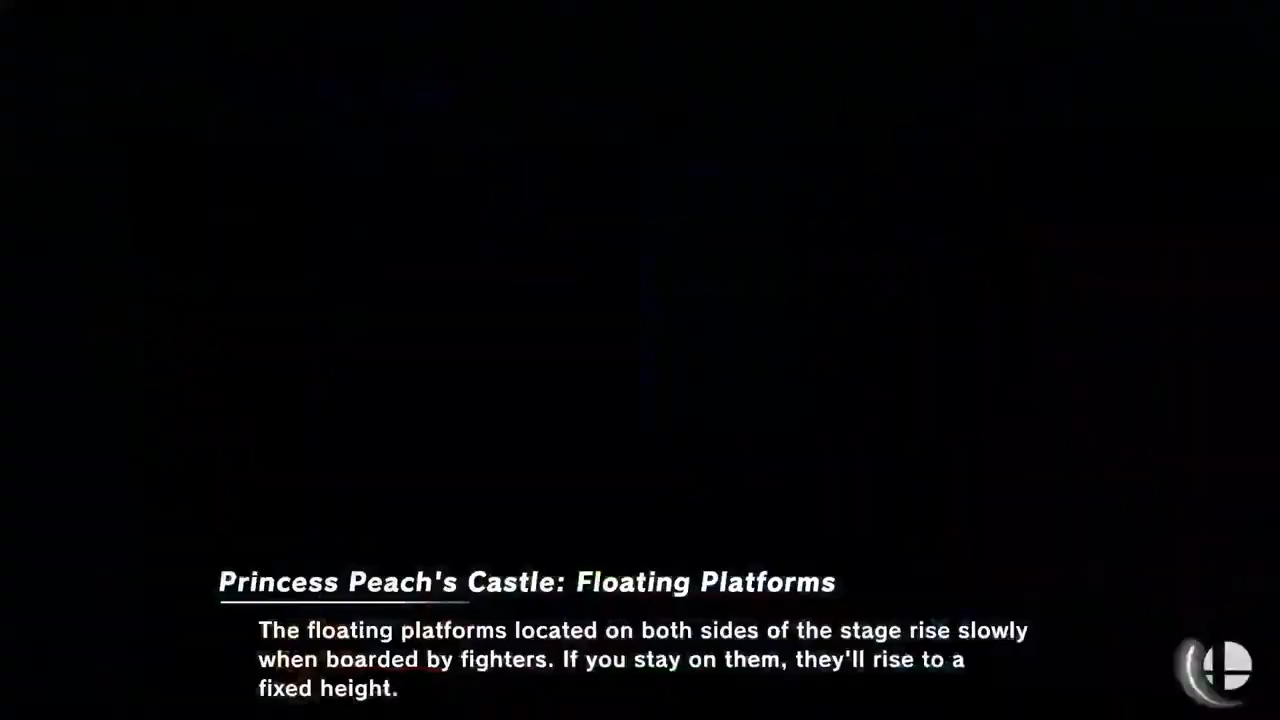 Princess Peach's Castle: Floating Platforms
The floating platforms located on both sides of the stage rise slowly
when boarded by fighters. If you stay on them, they'll rise to a
fixed height.